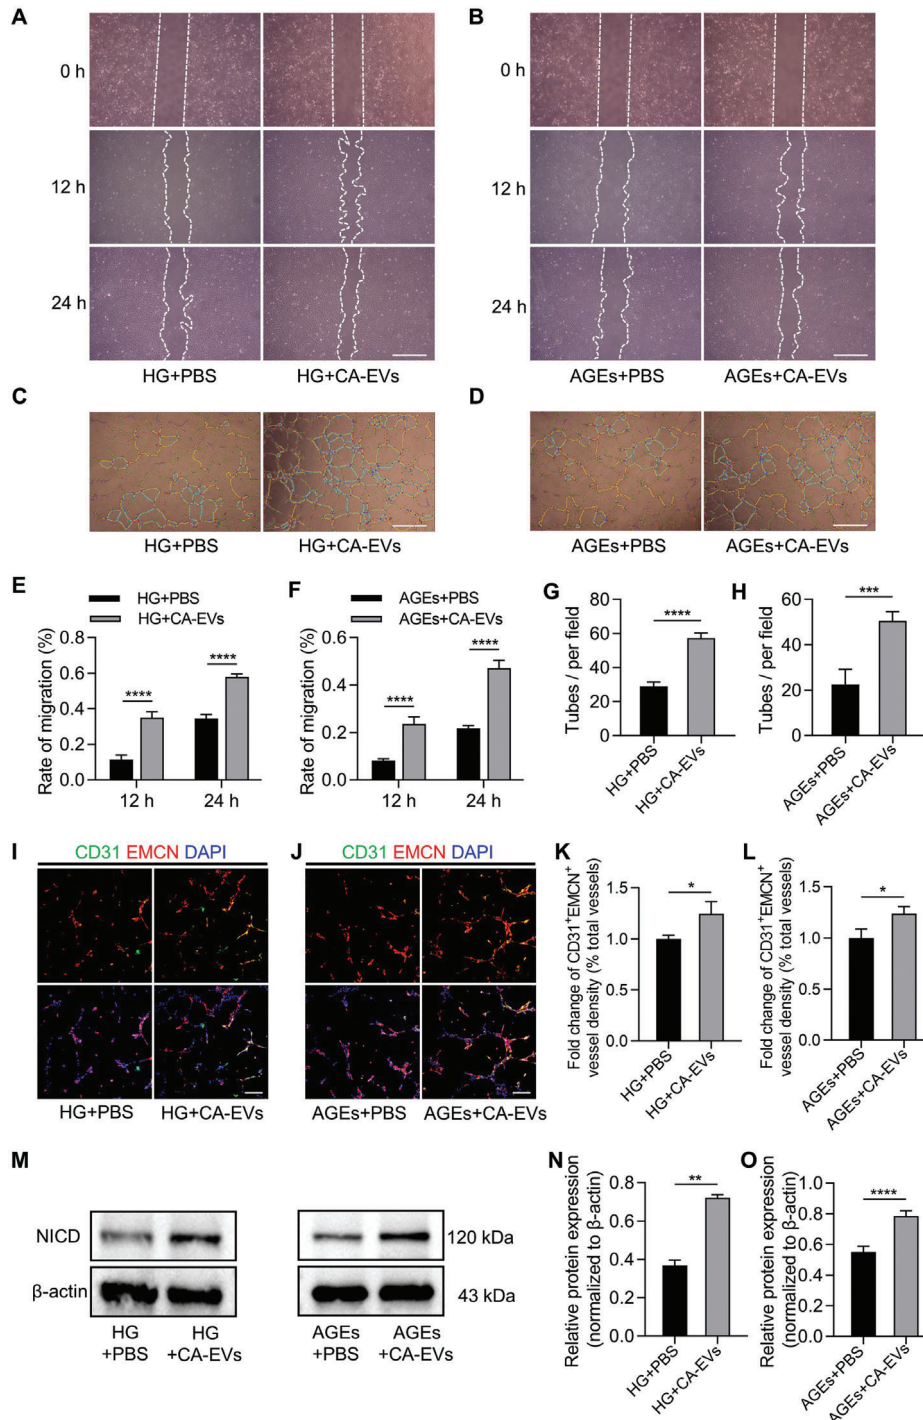 A
B
0 h
0 h
12 h
12 h
24 h
24 h
HG+PBS
HG+CA-EVs
AGEs+PBS
AGEs+CA-EVs
C
D
HG+PBS
HG+CA-EVs
AGEs+PBS
AGEs+CA-EVs
E
HG+PBS
HG+CA-EVs
Rate of migration (%)
0.8
0.6
0.4
0.2
0.0
****
****
12 h
24 h
F
AGEs+PBS
AGEs+CA-EVs
Rate of migration (%)
0.6
0.4
0.2
0.0
****
****
12 h
24 h
G
Tubes / per field
80
60
40
20
0
****
HG+PBS
HG+CA-EVs
H
Tubes / per field
60
40
20
0
***
AGEs+PBS
AGEs+CA-EVs
I
CD31 EMCN DAPI
HG+PBS
HG+CA-EVs
J
CD31 EMCN DAPI
AGEs+PBS
AGEs+CA-EVs
K
Fold change of CD31+EMCN+
vessel density (% total vessels)
1.5
1.0
0.5
0.0
*
HG+PBS
HG+CA-EVs
L
Fold change of CD31+EMCN+
vessel density (% total vessels)
1.5
1.0
0.5
0.0
*
AGEs+PBS
AGEs+CA-EVs
M
NICD
120 kDa
β-actin
43 kDa
HG
+PBS
HG
+CA-EVs
AGEs
+PBS
AGEs
+CA-EVs
N
Relative protein expression
(normalized to β-actin)
0.8
0.6
0.4
0.2
0.0
**
HG+PBS
HG+CA-EVs
O
Relative protein expression
(normalized to β-actin)
1.0
0.8
0.6
0.4
0.2
0.0
****
AGEs+PBS
AGEs+CA-EVs